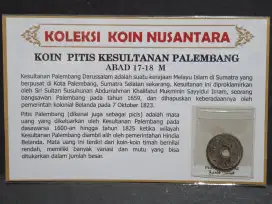 KOLEKSI KOIN NUSANTARA
KOIN PITIS KESULTANAN PALEMBANG
ABAD 17-18 M
Kesultanan Palembang Darussalam adalah suatu kerajaan Melayu Islam di Sumatra yang
berpusat di Kota Palembang, Sumatera Selatan sekarang. Kesultanan ini diproklamirkan
oleh Sri Sultan Susuhunan Abdurrahman Khalifatul Mukminin Sayyidul Imam, seorang
bangsawan Palembang pada tahun 1659, dan dihapuskan keberadaannya oleh
pemerintah kolonial Belanda pada 7 Oktober 1823.
Pitis Palembang (dikenal juga sebagai picis) adalah mata
uang yang dikeluarkan oleh Kesultanan Palembang pada
dasawarsa 1600-an hingga tahun 1825 ketika wilayah
Kesultanan Palembang diambil alih oleh pemerintah Hindia
Belanda. Mata uang ini terdiri dari koin-koin timah bernilai
rendah, memiliki banyak variasi dan mutu yang bisa
ditukarkan dalam jumlah besar.